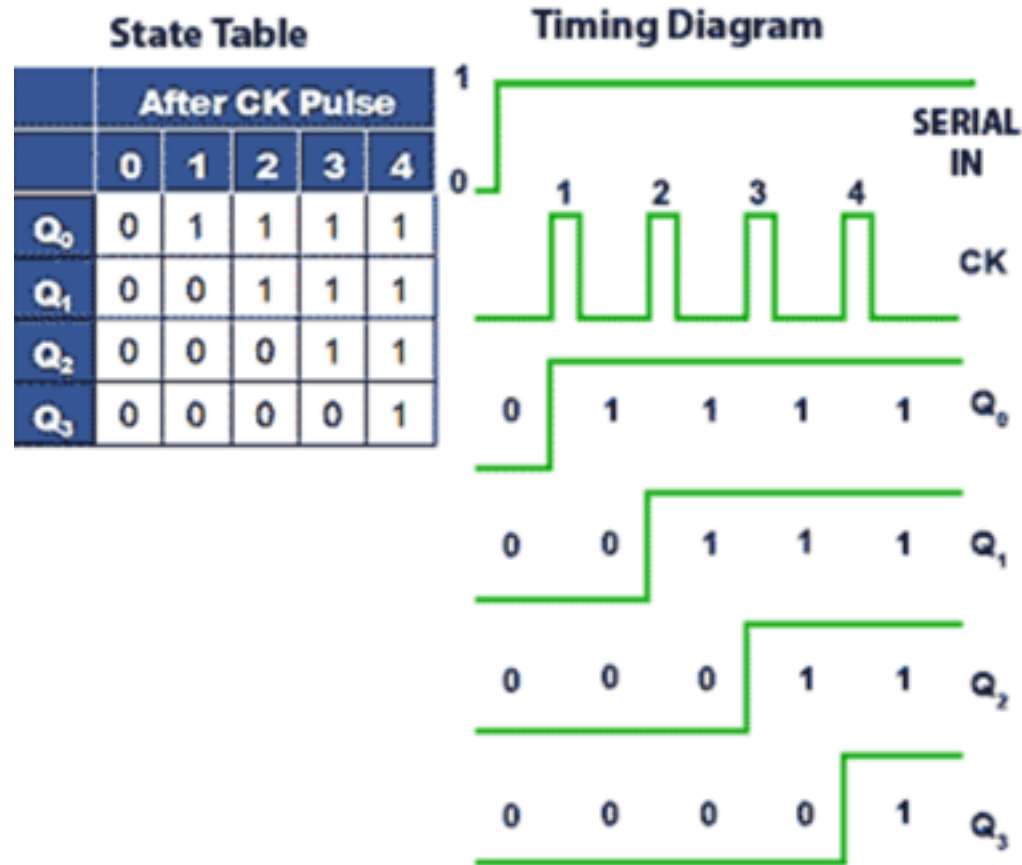 State Table
After CK Pulse
0 1 2 3 4
Q₀ 0 1 1 1 1
Q₁ 0 0 1 1 1
Q₂ 0 0 0 1 1
Q₃ 0 0 0 0 1
Timing Diagram
1
0
SERIAL
IN
1 2 3 4
CK
0 1 1 1 1 Q₀
0 0 1 1 1 Q₁
0 0 0 1 1 Q₂
0 0 0 0 1 Q₃